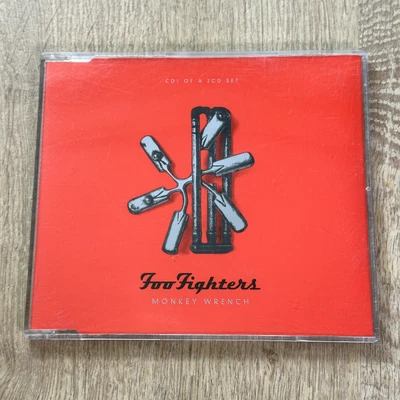 CD1 OF A 2CD SET
Foo Fighters
MONKEY WRENCH